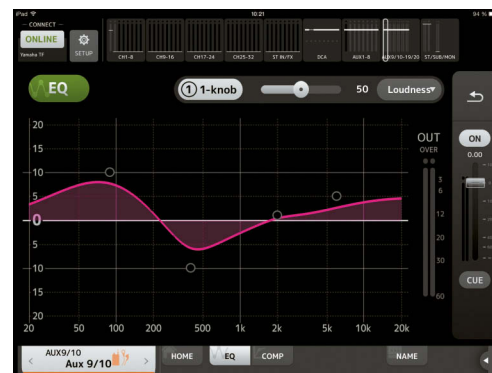 iPad 10:21 94 %
CONNECT
ONLINE
Yamaha TF
SETUP
CH1-8 CH9-16 CH17-24 CH25-32 ST IN/FX DCA AUX1-8 AUX9/10-19/20 ST/SUB/MON
EQ
1 1-knob 50 Loudness
20
15
10
5
0
5
10
15
20
20 50 100 200 500 1k 2k 5k 10k 20k
OUT
OVER
3
6
12
20
30
60
ON
0.00
CUE
AUX9/10
Aux 9/10
HOME EQ COMP NAME